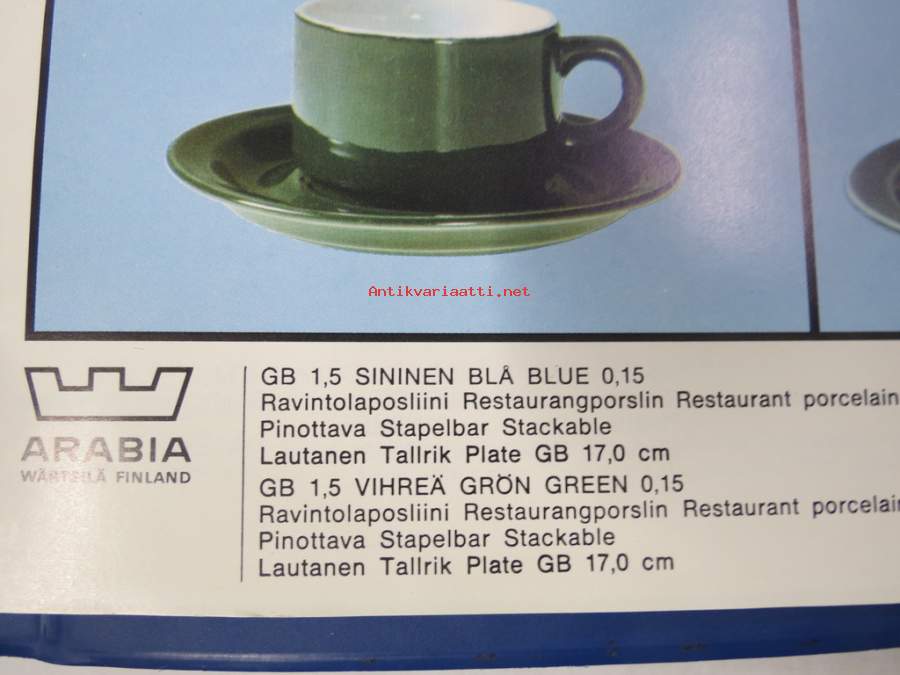 Antikvariaatti.net
ARABIA
WÄRTSILÄ FINLAND
GB 1,5 SININEN BLÅ BLUE 0,15
Ravintolaposliini Restaurangporslin Restaurant porcelain
Pinottava Stapelbar Stackable
Lautanen Tallrik Plate GB 17,0 cm
GB 1,5 VIHREÄ GRÖN GREEN 0,15
Ravintolaposliini Restaurangporslin Restaurant porcelain
Pinottava Stapelbar Stackable
Lautanen Tallrik Plate GB 17,0 cm